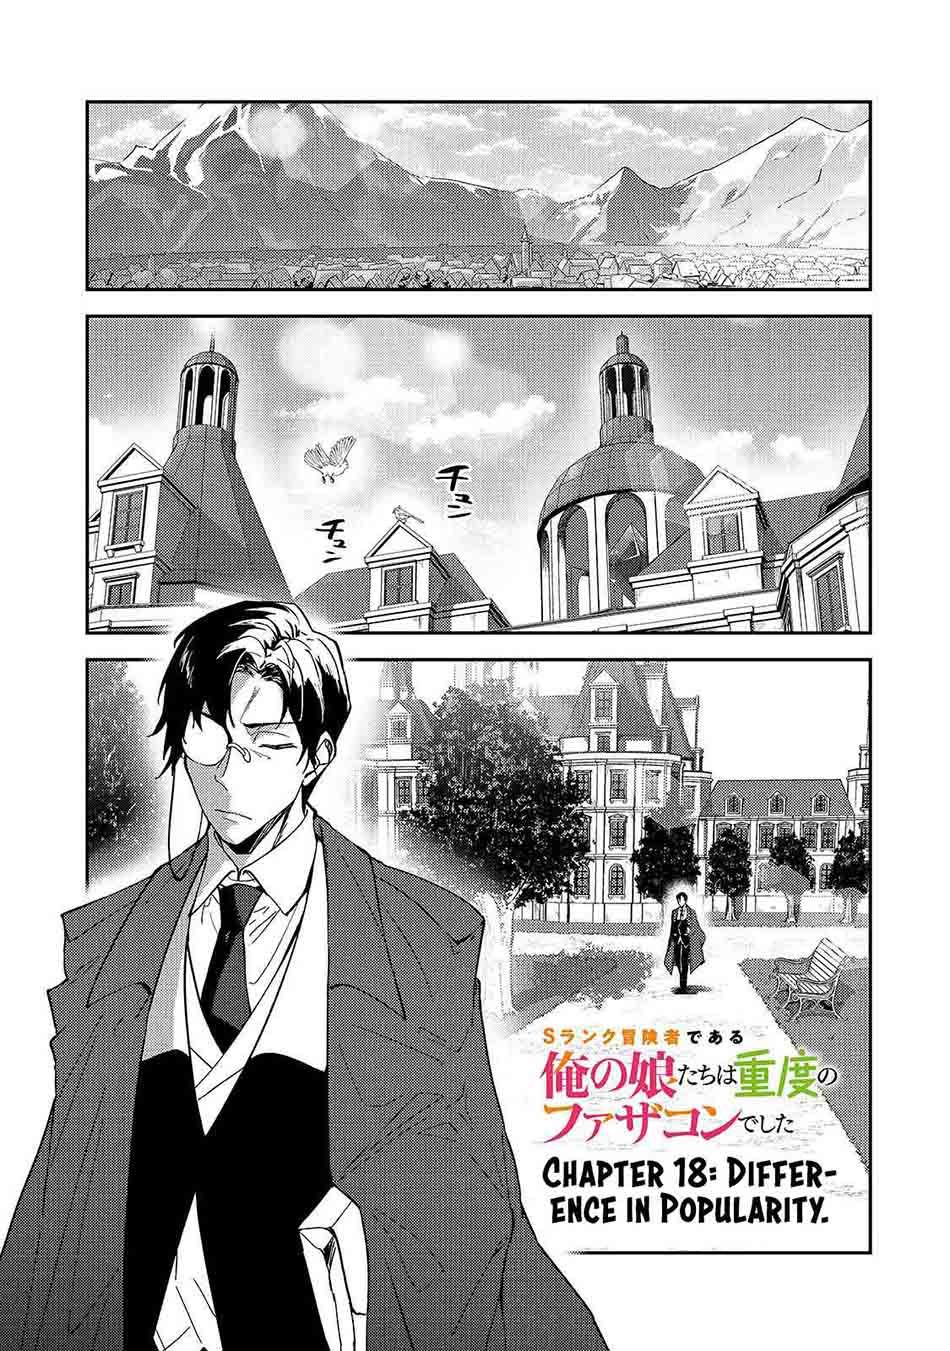 チュン
チュン
Sランク冒険者である
俺の娘たちは重度の
ファザコンでした
CHAPTER 18: DIFFER-
ENCE IN POPULARITY.